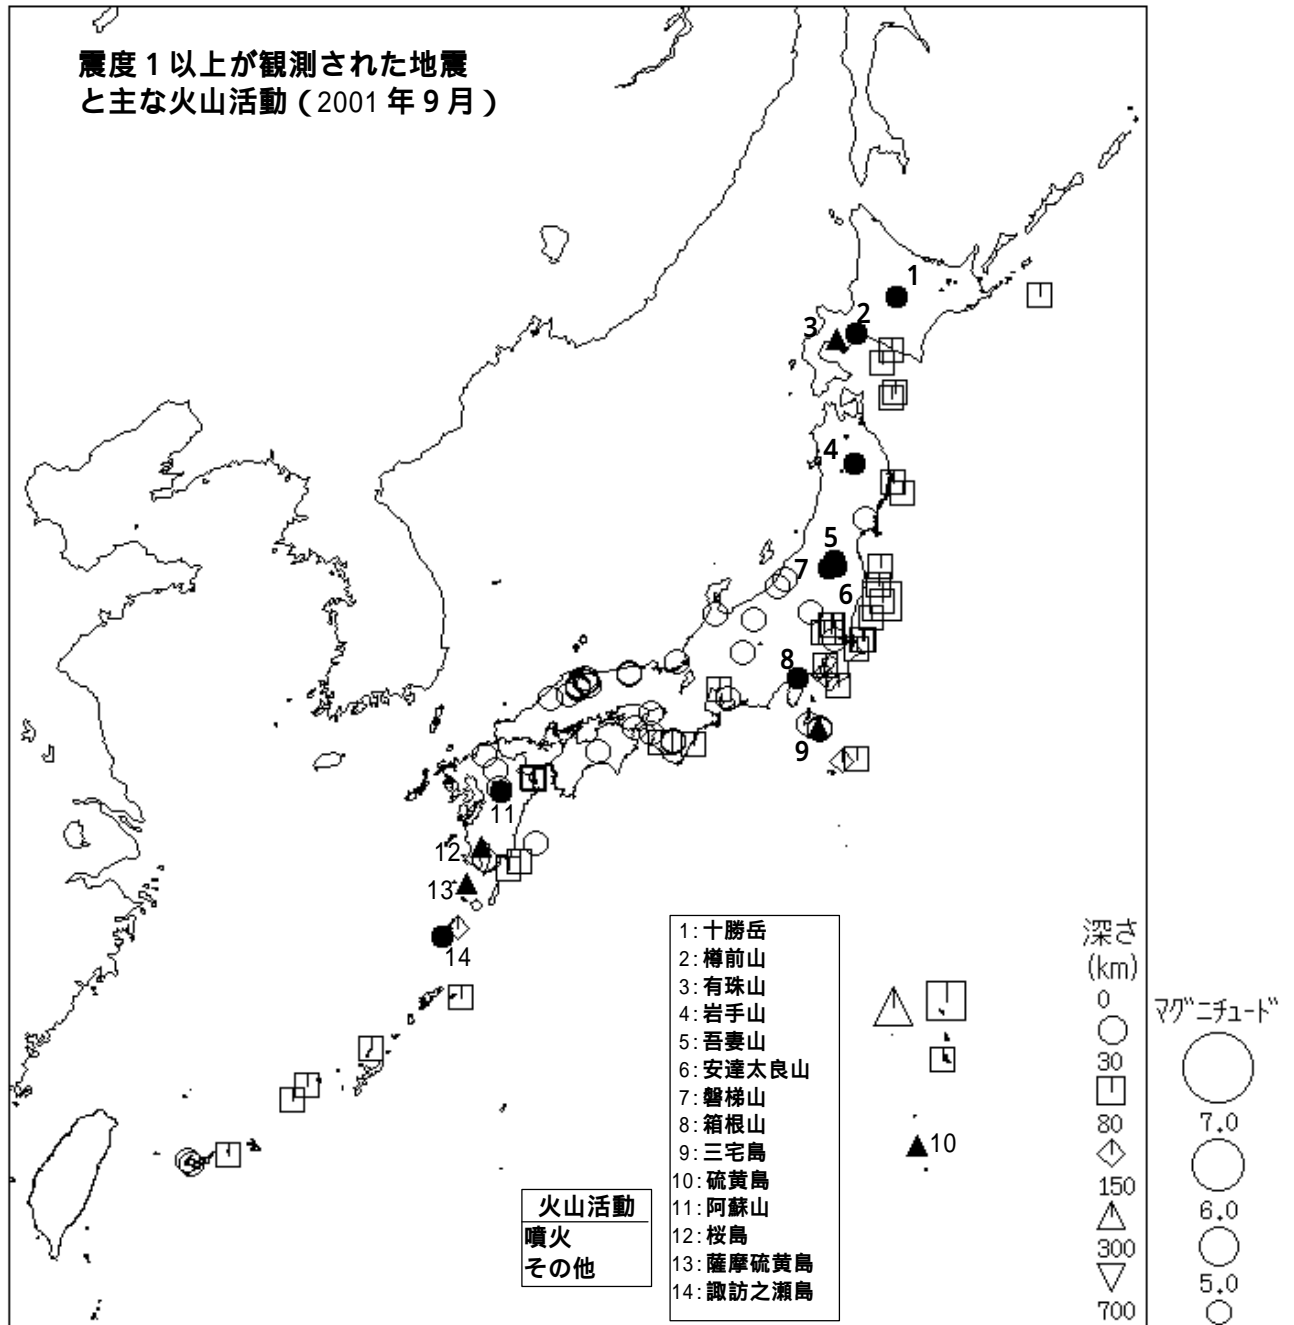 震度1以上が観測された地震
と主な火山活動(2001年9月)
1
2
3
4
5
7
6
8
9
11
12
13
14
10
1:十勝岳
2:樽前山
3:有珠山
4:岩手山
5:吾妻山
6:安達太良山
7:磐梯山
8:箱根山
9:三宅島
10:硫黄島
11:阿蘇山
12:桜島
13:薩摩硫黄島
14:諏訪之瀬島
火山活動
噴火
その他
深さ
(km)
0
30
80
150
300
700
マグニチュード
7.0
6.0
5.0